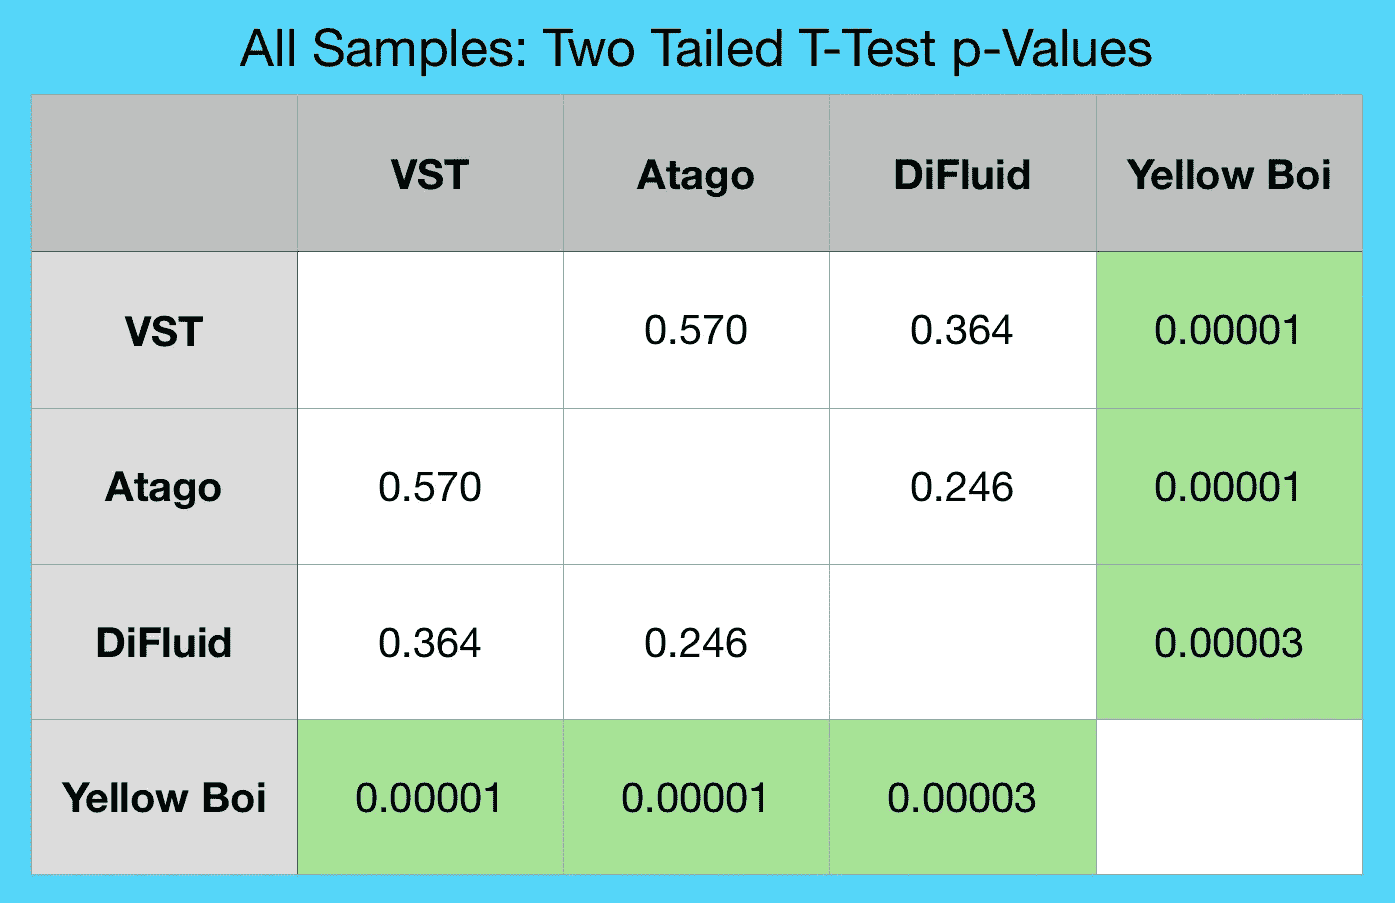 All Samples: Two Tailed T-Test p-Values
VST Atago DiFluid Yellow Boi
VST 0.570 0.364 0.00001
Atago 0.570 0.246 0.00001
DiFluid 0.364 0.246 0.00003
Yellow Boi 0.00001 0.00001 0.00003